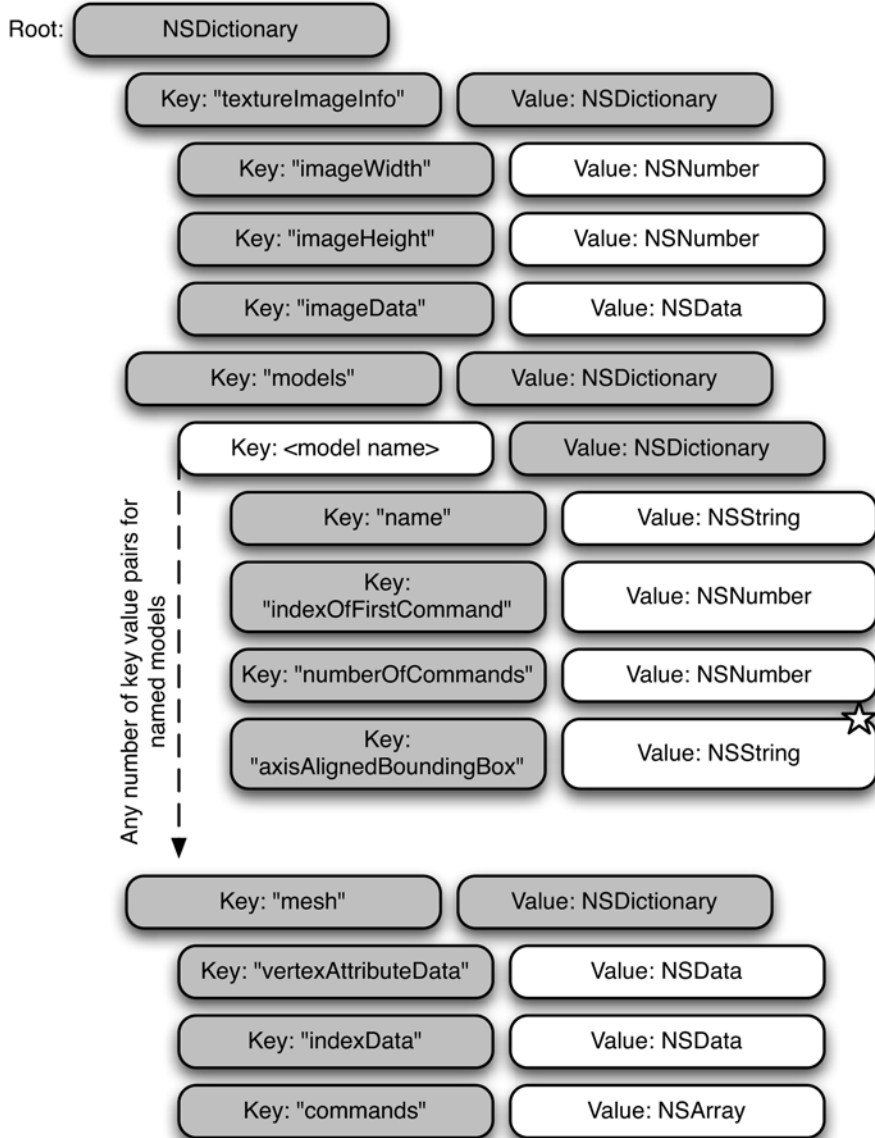 Root: NSDictionary
Key: "textureImageInfo" Value: NSDictionary
Key: "imageWidth" Value: NSNumber
Key: "imageHeight" Value: NSNumber
Key: "imageData" Value: NSData
Key: "models" Value: NSDictionary
Key: <model name> Value: NSDictionary
Any number of key value pairs for
named models
Key: "name" Value: NSString
Key:
"indexOfFirstCommand" Value: NSNumber
Key: "numberOfCommands" Value: NSNumber
Key:
"axisAlignedBoundingBox" Value: NSString
Key: "mesh" Value: NSDictionary
Key: "vertexAttributeData" Value: NSData
Key: "indexData" Value: NSData
Key: "commands" Value: NSArray